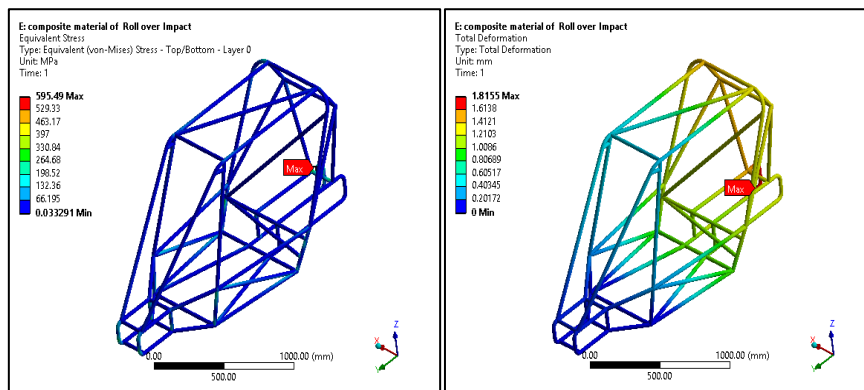 E: composite material of Roll over Impact
Equivalent Stress
Type: Equivalent (von-Mises) Stress - Top/Bottom - Layer 0
Unit: MPa
Time: 1
595.49 Max
529.33
463.17
397
330.84
264.68
198.52
132.36
66.195
0.033291 Min
Max
0.00
1000.00 (mm)
500.00
X
Y
Z
E: composite material of Roll over Impact
Total Deformation
Type: Total Deformation
Unit: mm
Time: 1
1.8155 Max
1.6138
1.4121
1.2103
1.0086
0.80689
0.60517
0.40345
0.20172
0 Min
Max
0.00
1000.00 (mm)
500.00
X
Y
Z